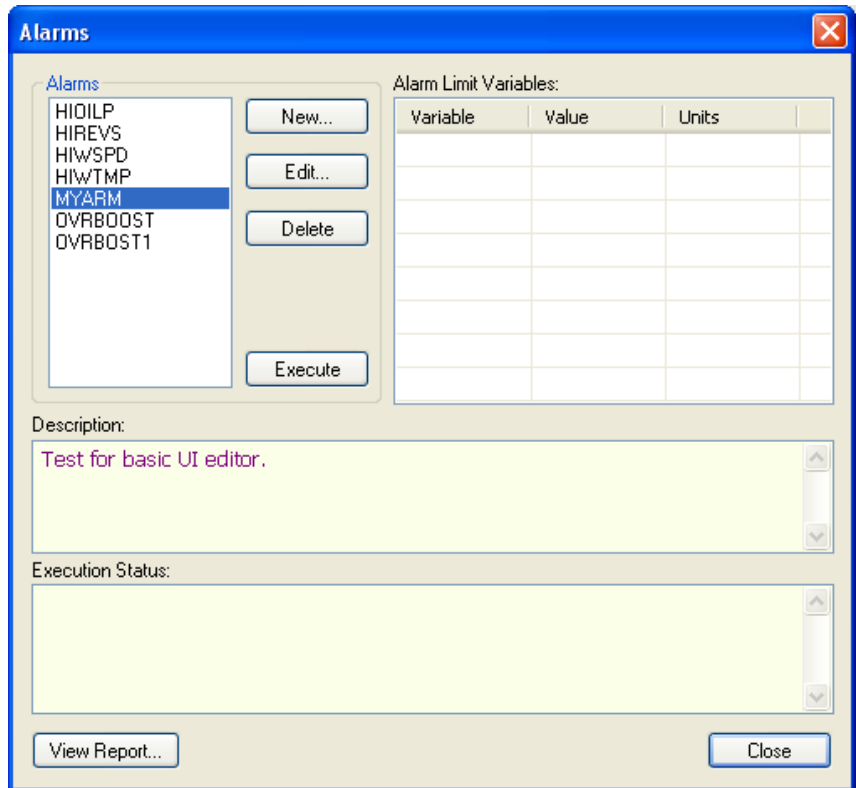 Alarms
Alarms
HIOILP
HIREVS
HIWSPD
HIWTMP
MYARM
OVRBOOST
OVRBOST1
New...
Edit...
Delete
Execute
Alarm Limit Variables:
Variable Value Units
Description:
Test for basic UI editor.
Execution Status:
View Report...
Close